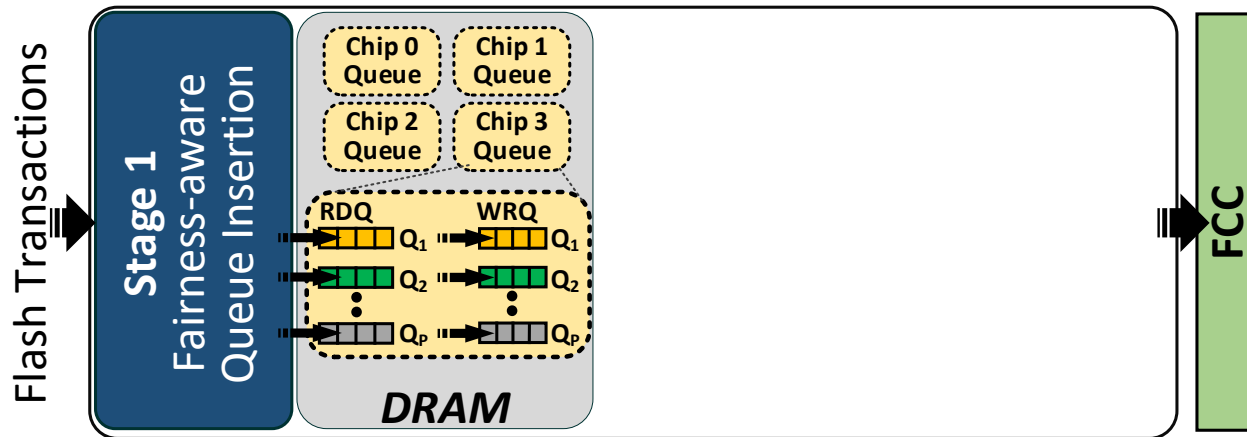 Flash Transactions
Stage 1
Fairness-aware
Queue Insertion
Chip 0
Queue
Chip 1
Queue
Chip 2
Queue
Chip 3
Queue
RDQ
WRQ
Q1
Q1
Q2
Q2
QP
QP
DRAM
FCC